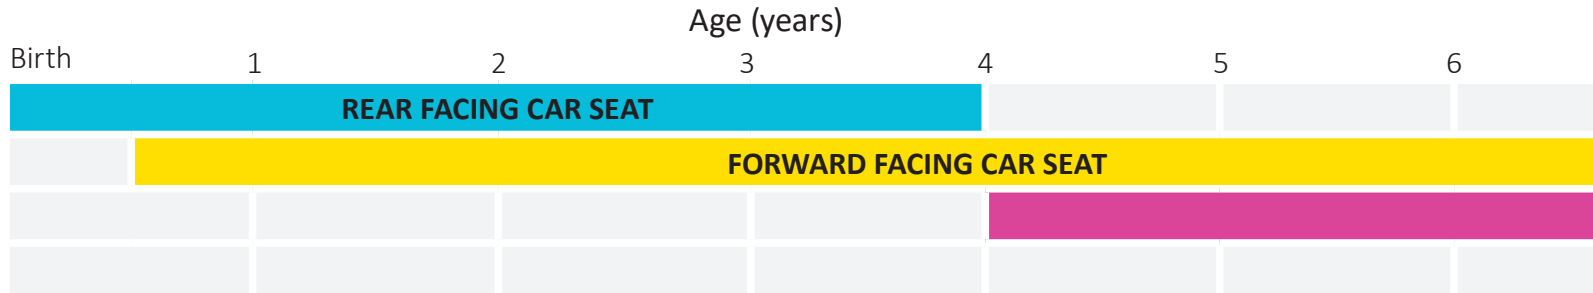 Age (years)
Birth 1 2 3 4 5 6
REAR FACING CAR SEAT
FORWARD FACING CAR SEAT